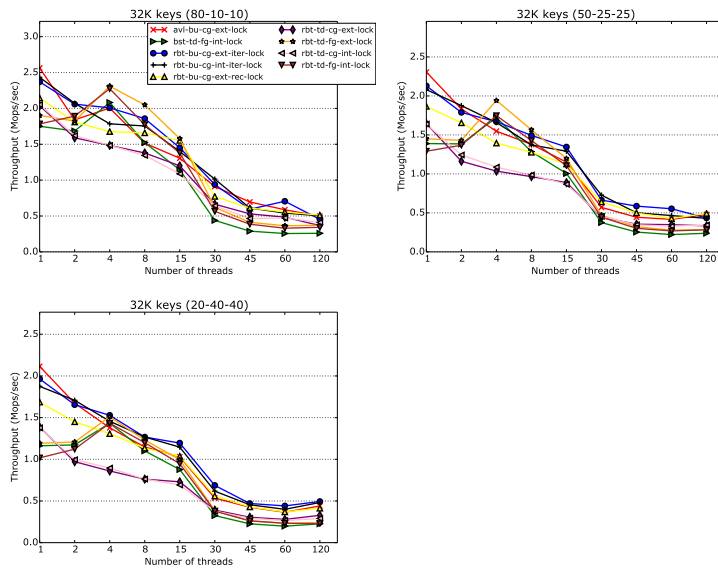 32K keys (80-10-10)
avl-bu-cg-ext-lock
bst-td-fg-int-lock
rbt-bu-cg-ext-iter-lock
rbt-bu-cg-int-iter-lock
rbt-bu-cg-ext-rec-lock
rbt-td-cg-ext-lock
rbt-td-fg-ext-lock
rbt-td-cg-int-lock
rbt-td-fg-int-lock
Throughput (Mops/sec)
3.0
2.5
2.0
1.5
1.0
0.5
0.0
1 2 4 8 15 30 45 60 120
Number of threads
32K keys (50-25-25)
Throughput (Mops/sec)
2.5
2.0
1.5
1.0
0.5
0.0
1 2 4 8 15 30 45 60 120
Number of threads
32K keys (20-40-40)
Throughput (Mops/sec)
2.5
2.0
1.5
1.0
0.5
0.0
1 2 4 8 15 30 45 60 120
Number of threads